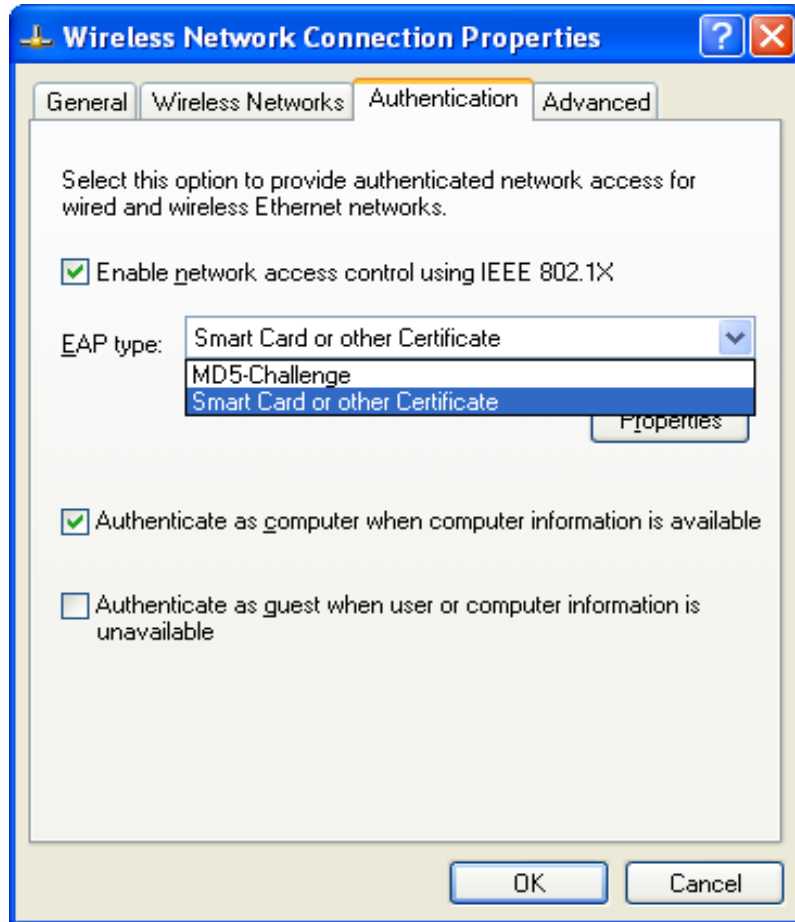 Wireless Network Connection Properties
General Wireless Networks Authentication Advanced
Select this option to provide authenticated network access for
wired and wireless Ethernet networks.
Enable network access control using IEEE 802.1X
EAP type: Smart Card or other Certificate
MD5-Challenge
Smart Card or other Certificate
Properties
Authenticate as computer when computer information is available
Authenticate as guest when user or computer information is
unavailable
OK Cancel